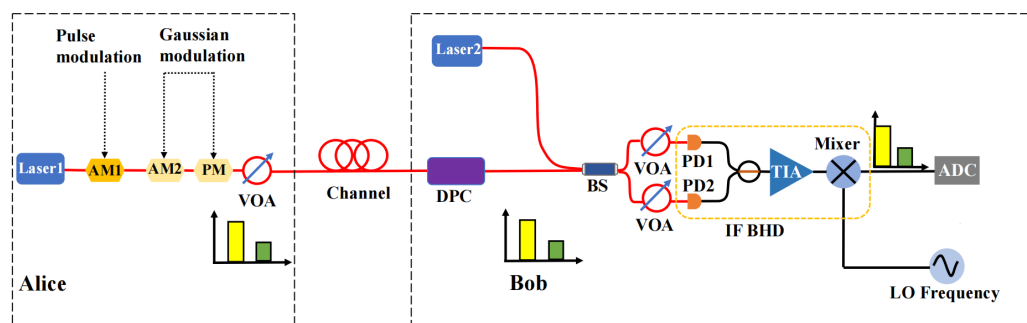 Pulse
modulation
Gaussian
modulation
Laser1
AM1
AM2
PM
VOA
Alice
Channel
Laser2
DPC
BS
VOA
VOA
PD1
PD2
TIA
Mixer
IF BHD
ADC
LO Frequency
Bob